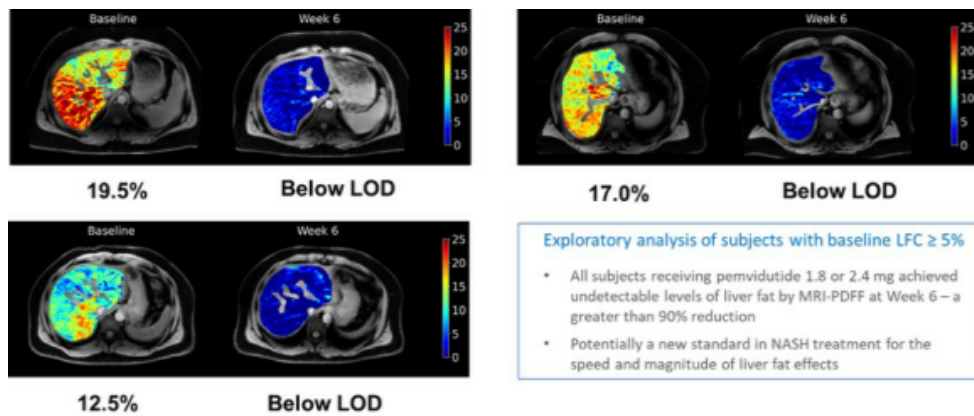 Baseline Week 6
25
20
15
10
5
0
19.5% Below LOD
Baseline Week 6
25
20
15
10
5
0
17.0% Below LOD
Baseline Week 6
25
20
15
10
5
0
12.5% Below LOD
Exploratory analysis of subjects with baseline LFC ≥ 5%
• All subjects receiving pemvidutide 1.8 or 2.4 mg achieved
undetectable levels of liver fat by MRI-PDFF at Week 6 – a
greater than 90% reduction
• Potentially a new standard in NASH treatment for the
speed and magnitude of liver fat effects